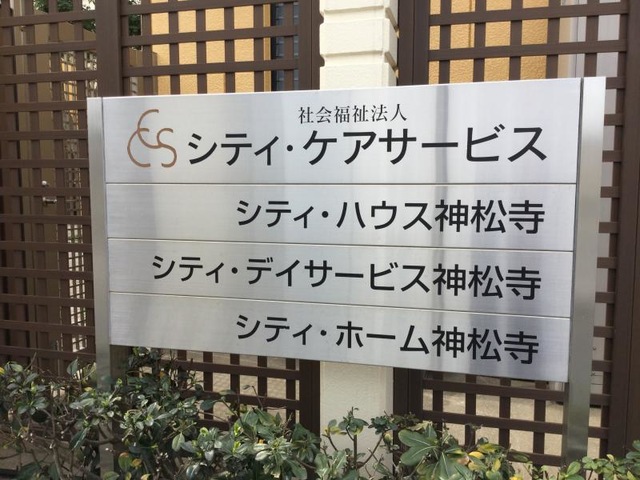 社会福祉法人
CCS シティ・ケアサービス
シティ・ハウス神松寺
シティ・デイサービス神松寺
シティ・ホーム神松寺